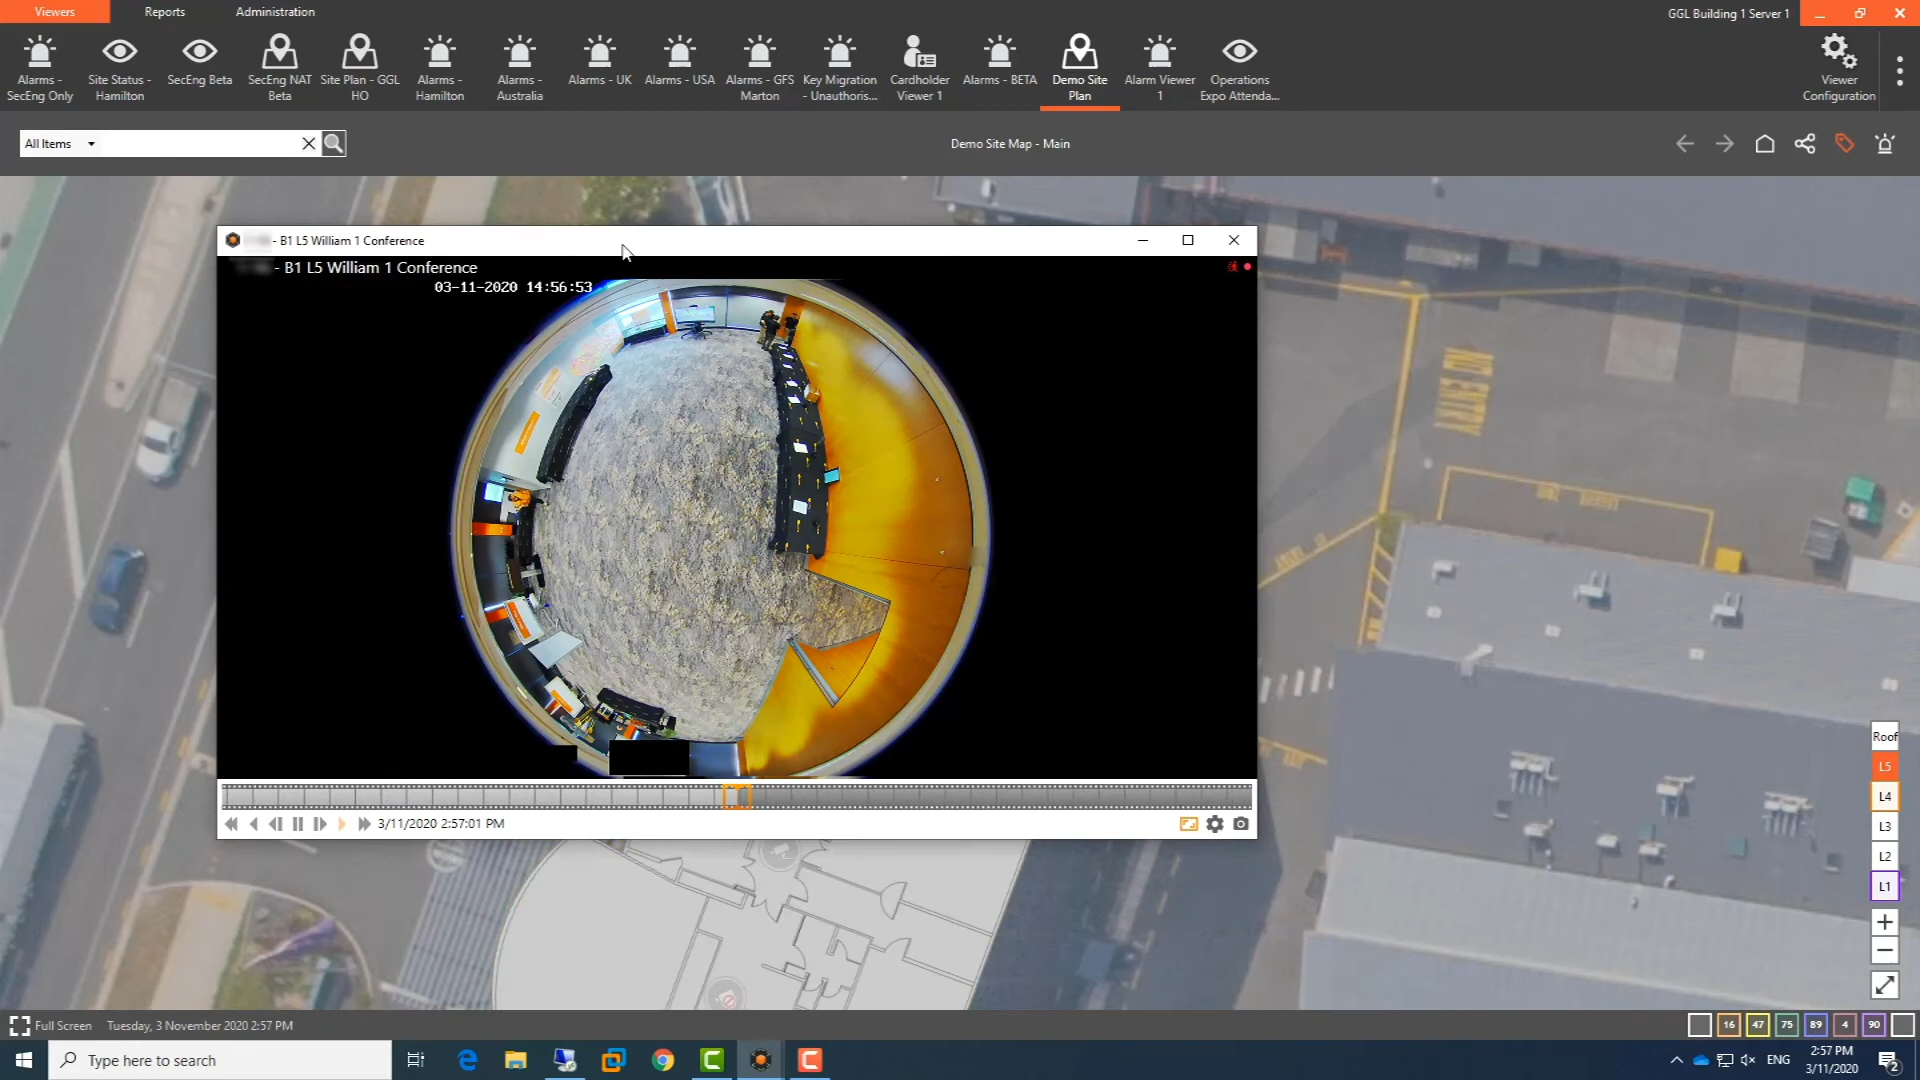 Viewers
Reports
Administration
GGL Building 1 Server 1
Alarms -
SecEng Only
Site Status -
Hamilton
SecEng Beta
SecEng NAT
Beta
Site Plan - GGL
HO
Alarms -
Hamilton
Alarms -
Australia
Alarms - UK
Alarms - USA
Alarms - GFS
Marton
Key Migration
- Unauthoris...
Cardholder
Viewer 1
Alarms - BETA
Demo Site
Plan
Alarm Viewer
1
Operations
Expo Attenda...
Viewer
Configuration
All Items
Demo Site Map - Main
- B1 L5 William 1 Conference
- B1 L5 William 1 Conference
03-11-2020 14:56:53
NO
ENTRY
3/11/2020 2:57:01 PM
Roof
L5
L4
L3
L2
L1
Full Screen
Tuesday, 3 November 2020 2:57 PM
16
47
75
89
4
90
Type here to search
ENG
2:57 PM
3/11/2020
2